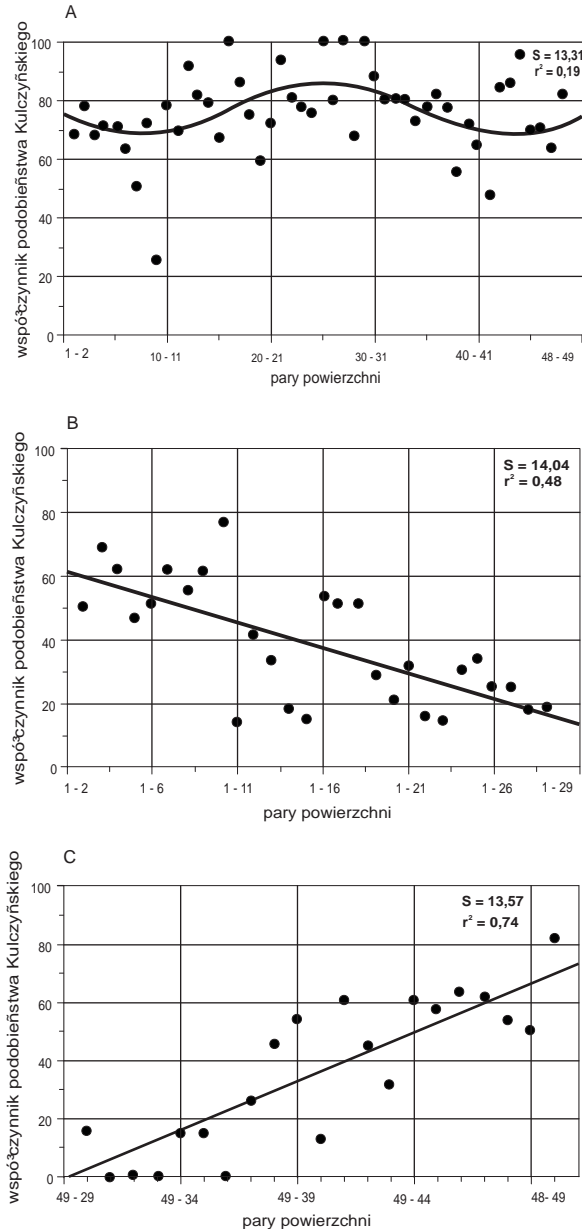 A
współczynnik podobieństwa Kulczyńskiego
100
80
60
40
20
0
S = 13,31
r² = 0,19
1 - 2
10 - 11
20 - 21
30 - 31
40 - 41
48 - 49
pary powierzchni
B
wspó³czynnik podobieństwa Kulczyńskiego
100
80
60
40
20
0
S = 14,04
r² = 0,48
1 - 2
1 - 6
1 - 11
1 - 16
1 - 21
1 - 26
1 - 29
pary powierzchni
C
wspó³czynnik podobieństwa Kulczyńskiego
100
80
60
40
20
0
S = 13,57
r² = 0,74
49 - 29
49 - 34
49 - 39
49 - 44
48 - 49
pary powierzchni